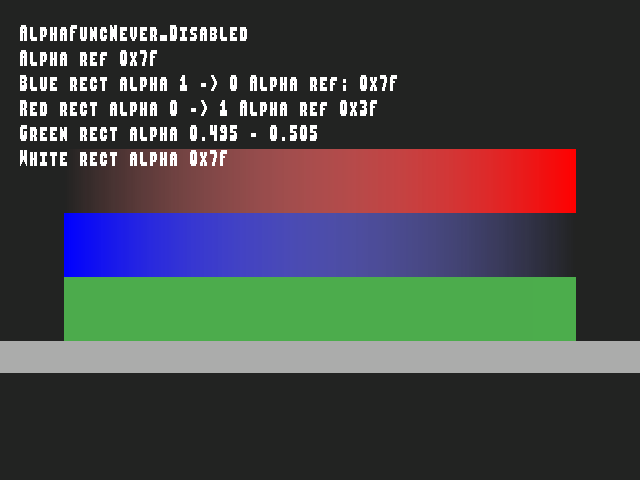 AlphaFuncNever_Disabled
Alpha ref 0x7f
Blue rect alpha 1 -> 0 Alpha ref: 0x7f
Red rect alpha 0 -> 1 Alpha ref 0x3f
Green rect alpha 0.495 - 0.505
White rect alpha 0x7f